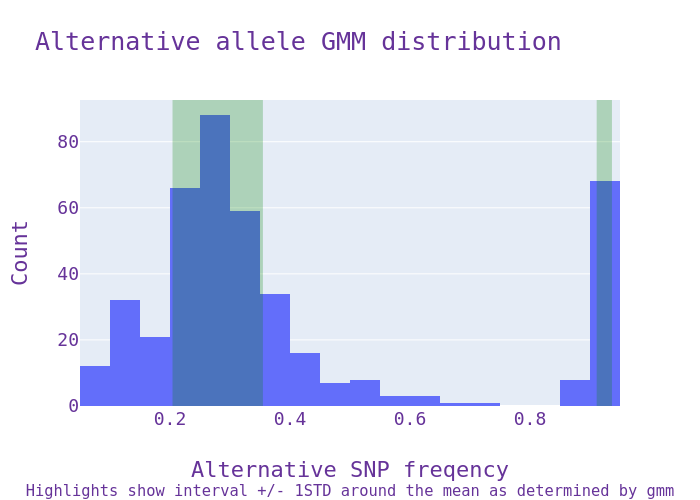 Alternative allele GMM distribution
Count
80
60
40
20
0
0.2 0.4 0.6 0.8
Alternative SNP freqency
Highlights show interval +/- 1STD around the mean as determined by gmm